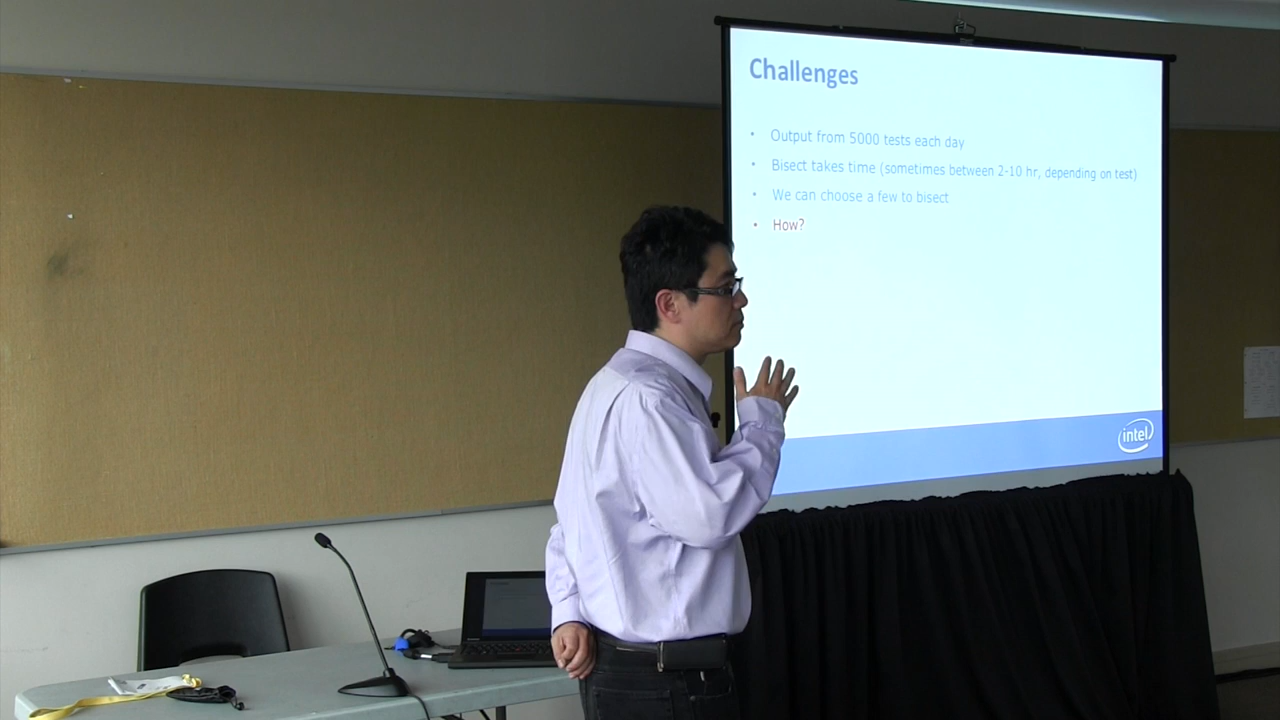 Challenges
Output from 5000 tests each day
Bisect takes time (sometimes between 2-10 hr, depending on test)
We can choose a few to bisect
How?
intel